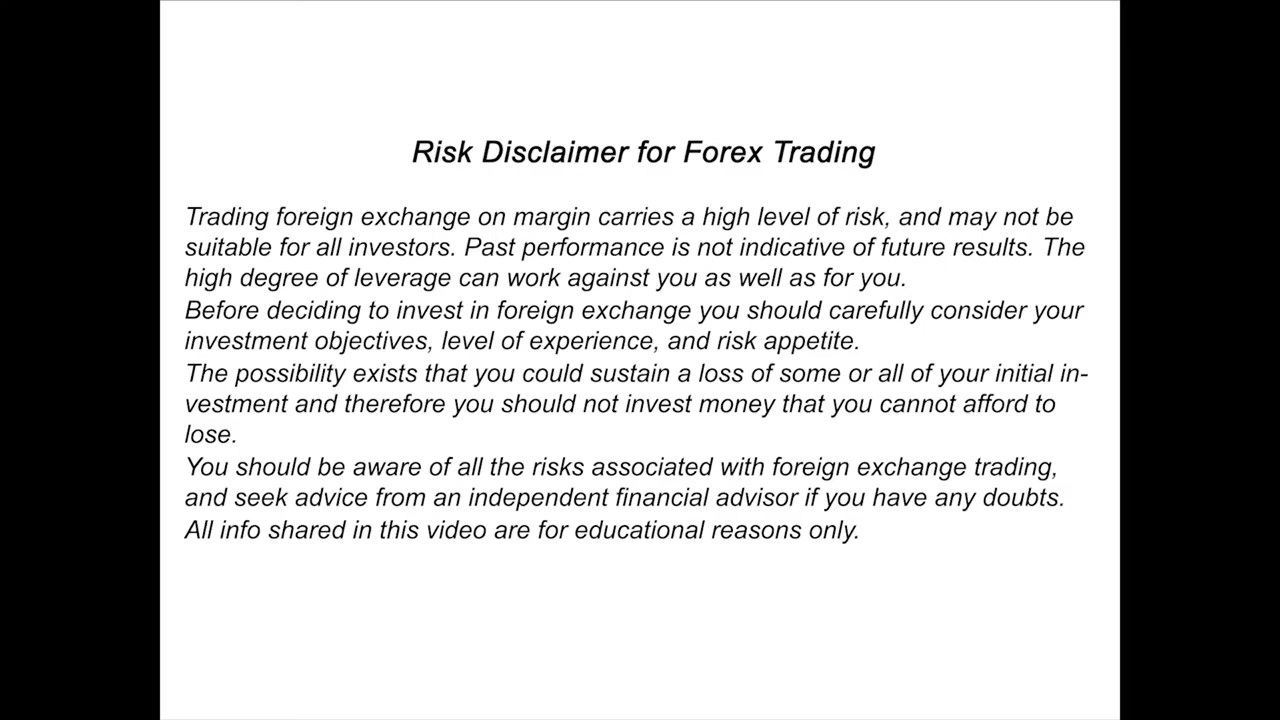 Risk Disclaimer for Forex Trading
Trading foreign exchange on margin carries a high level of risk, and may not be
suitable for all investors. Past performance is not indicative of future results. The
high degree of leverage can work against you as well as for you.
Before deciding to invest in foreign exchange you should carefully consider your
investment objectives, level of experience, and risk appetite.
The possibility exists that you could sustain a loss of some or all of your initial in-
vestment and therefore you should not invest money that you cannot afford to
lose.
You should be aware of all the risks associated with foreign exchange trading,
and seek advice from an independent financial advisor if you have any doubts.
All info shared in this video are for educational reasons only.